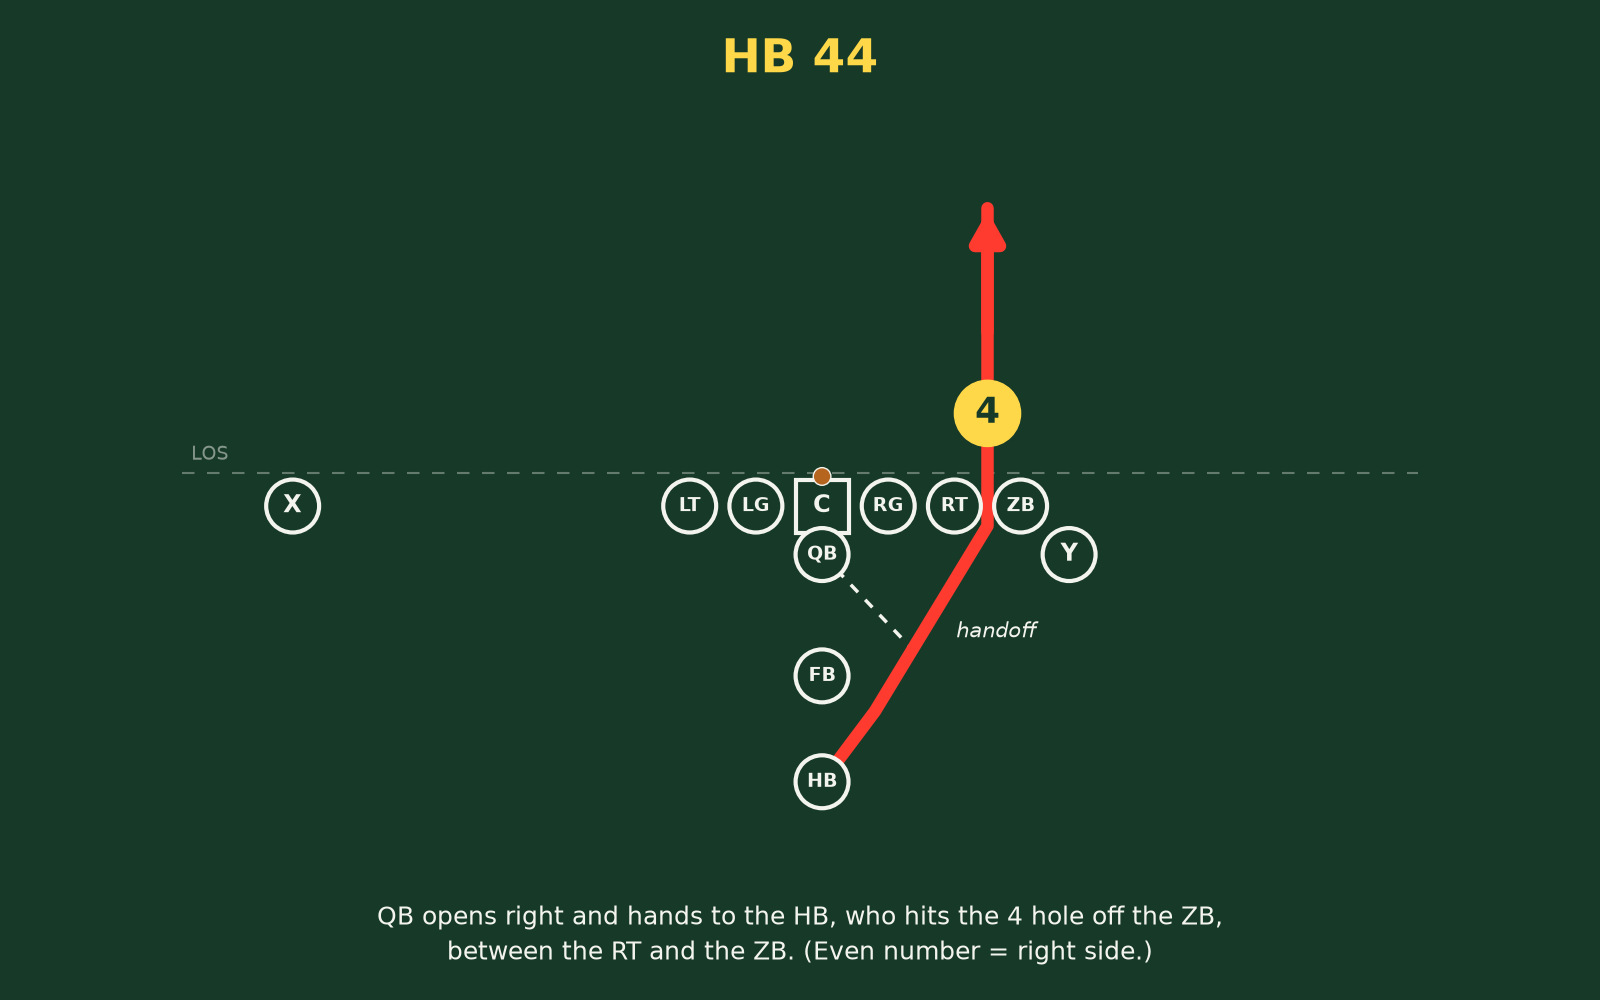 HB 44
4
LOS
X
LT
LG
C
RG
RT
ZB
QB
Y
handoff
FB
HB
QB opens right and hands to the HB, who hits the 4 hole off the ZB,
between the RT and the ZB. (Even number = right side.)